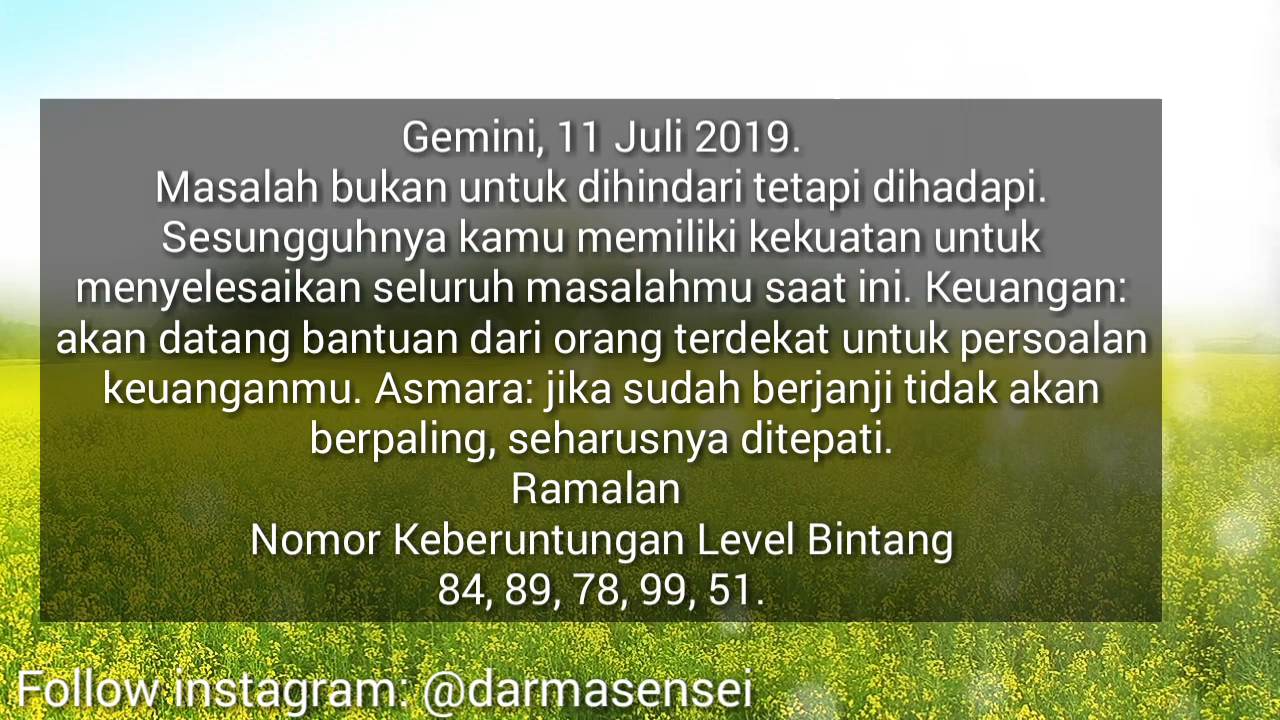 Gemini, 11 Juli 2019.
Masalah bukan untuk dihindari tetapi dihadapi.
Sesungguhnya kamu memiliki kekuatan untuk
menyelesaikan seluruh masalahmu saat ini. Keuangan:
akan datang bantuan dari orang terdekat untuk persoalan
keuanganmu. Asmara: jika sudah berjanji tidak akan
berpaling, seharusnya ditepati.
Ramalan
Nomor Keberuntungan Level Bintang
84, 89, 78, 99, 51.
Follow instagram: @darmasensei